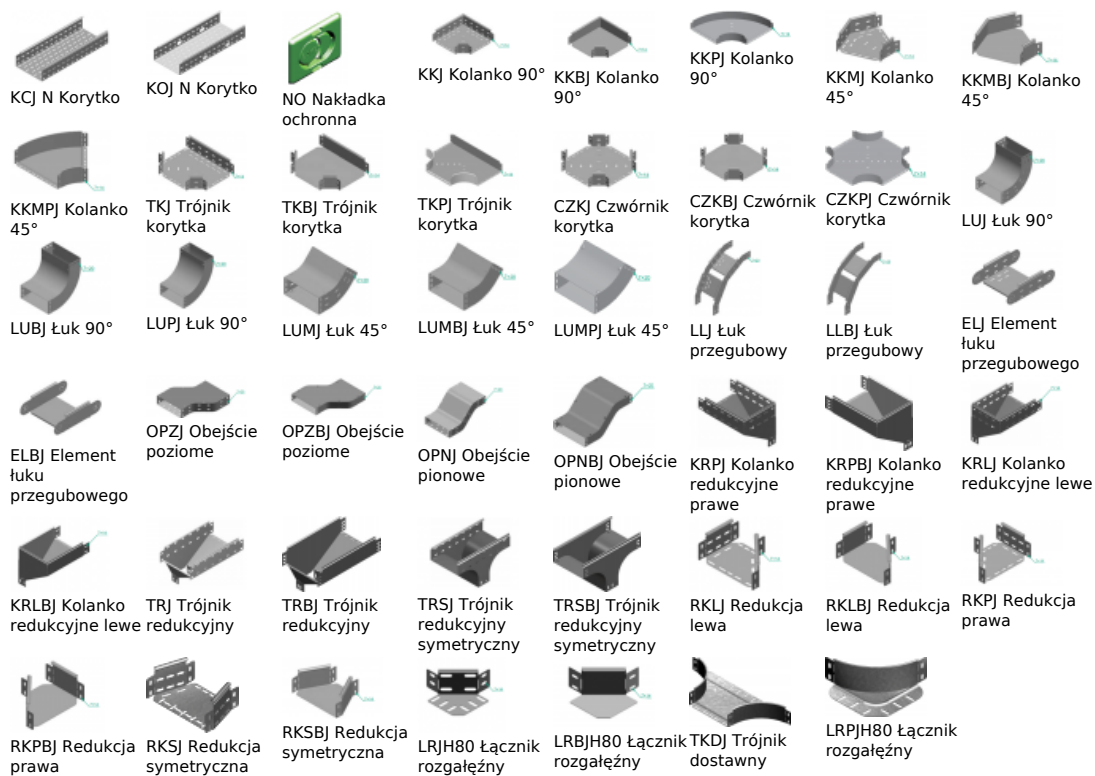 KCJ N Korytko
KOJ N Korytko
NO Nakładka
ochronna
KKJ Kolanko 90°
KKBJ Kolanko
90°
KKPJ Kolanko
90°
KKMJ Kolanko
45°
KKMBJ Kolanko
45°
KKMPJ Kolanko
45°
TKJ Trójnik
korytka
TKBJ Trójnik
korytka
TKPJ Trójnik
korytka
CZKJ Czwórnik
korytka
CZKBJ Czwórnik
korytka
CZKPJ Czwórnik
korytka
LUJ Łuk 90°
LUBJ Łuk 90°
LUPJ Łuk 90°
LUMJ Łuk 45°
LUMBJ Łuk 45°
LUMPJ Łuk 45°
LLJ Łuk
przegubowy
LLBJ Łuk
przegubowy
ELJ Element
łuku
przegubowego
ELBJ Element
łuku
przegubowego
OPZJ Obejście
poziome
OPZBJ Obejście
poziome
OPNJ Obejście
pionowe
OPNBJ Obejście
pionowe
KRPJ Kolanko
redukcyjne
prawe
KRPBJ Kolanko
redukcyjne
prawe
KRLJ Kolanko
redukcyjne lewe
KRLBJ Kolanko
redukcyjne lewe
TRJ Trójnik
redukcyjny
TRBJ Trójnik
redukcyjny
TRSJ Trójnik
redukcyjny
symetryczny
TRSBJ Trójnik
redukcyjny
symetryczny
RKLJ Redukcja
lewa
RKLBJ Redukcja
lewa
RKPJ Redukcja
prawa
RKPBJ Redukcja
prawa
RKSJ Redukcja
symetryczna
RKSBJ Redukcja
symetryczna
LRJH80 Łącznik
rozgałęźny
LRBJH80 Łącznik
rozgałęźny
TKDJ Trójnik
dostawny
LRPJH80 Łącznik
rozgałęźny